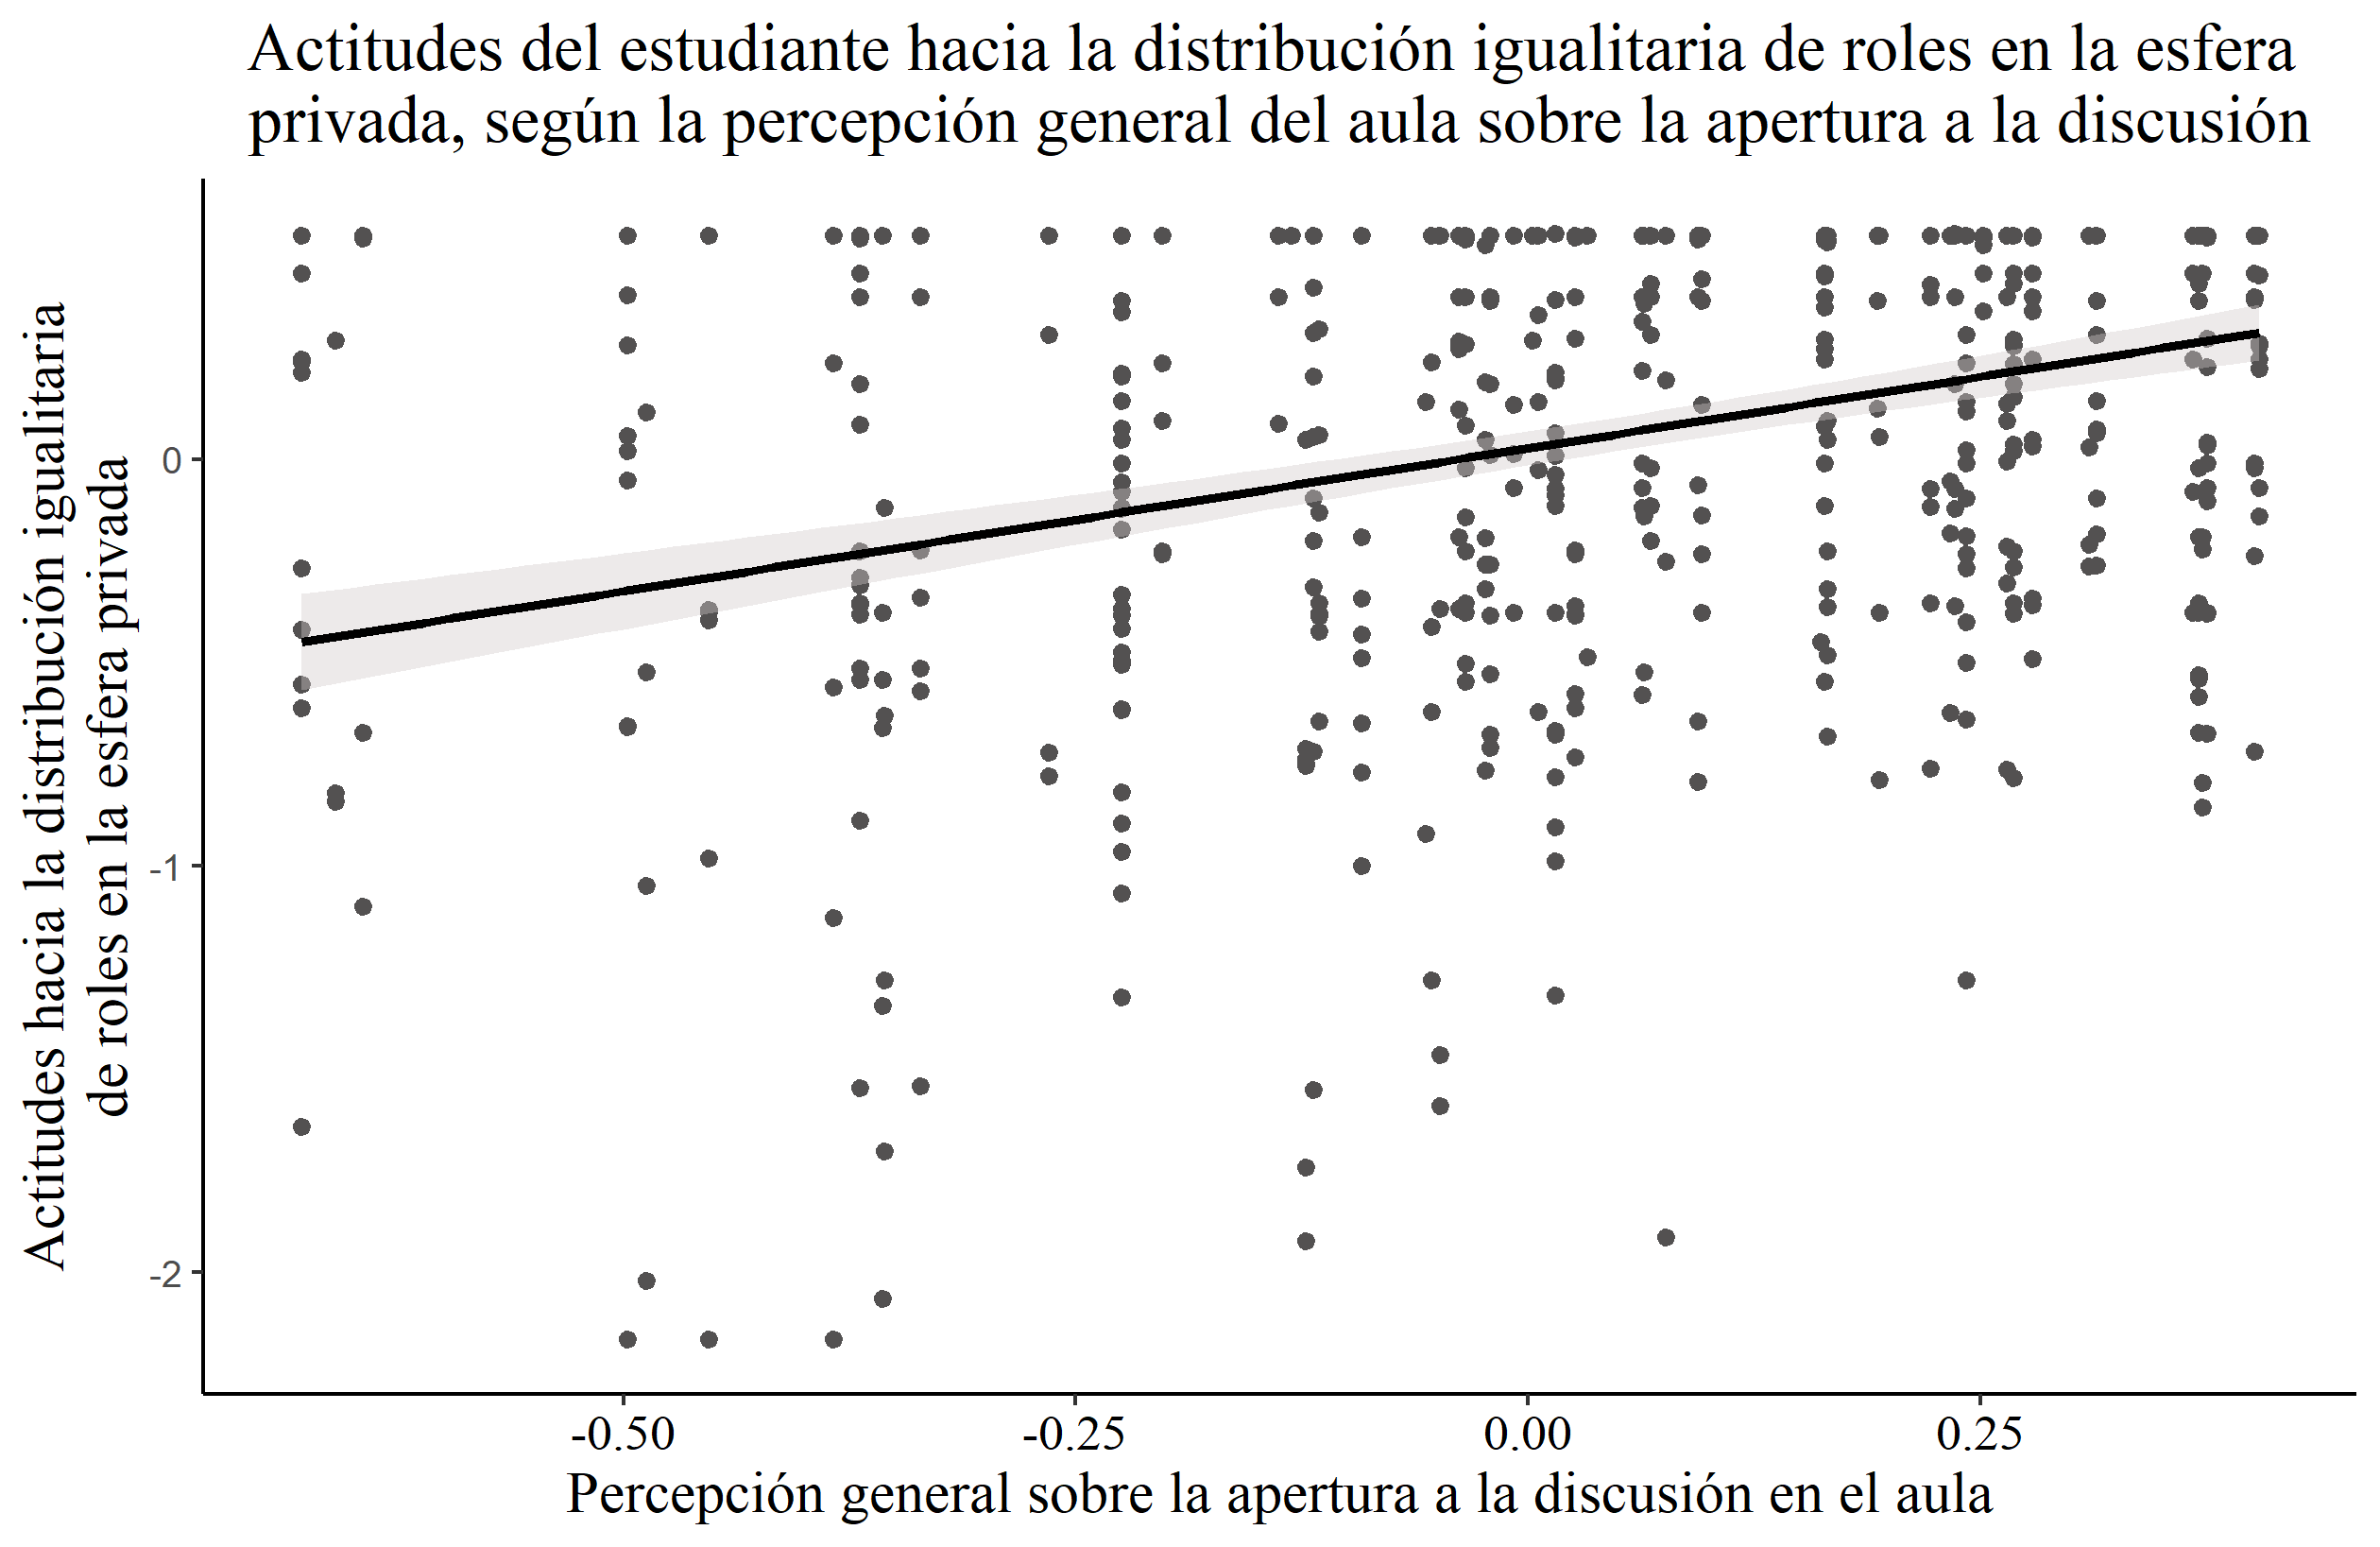 Actitudes del estudiante hacia la distribución igualitaria de roles en la esfera
privada, según la percepción general del aula sobre la apertura a la discusión
Actitudes hacia la distribución igualitaria
de roles en la esfera privada
0
-1
-2
-0.50
-0.25
0.00
0.25
Percepción general sobre la apertura a la discusión en el aula